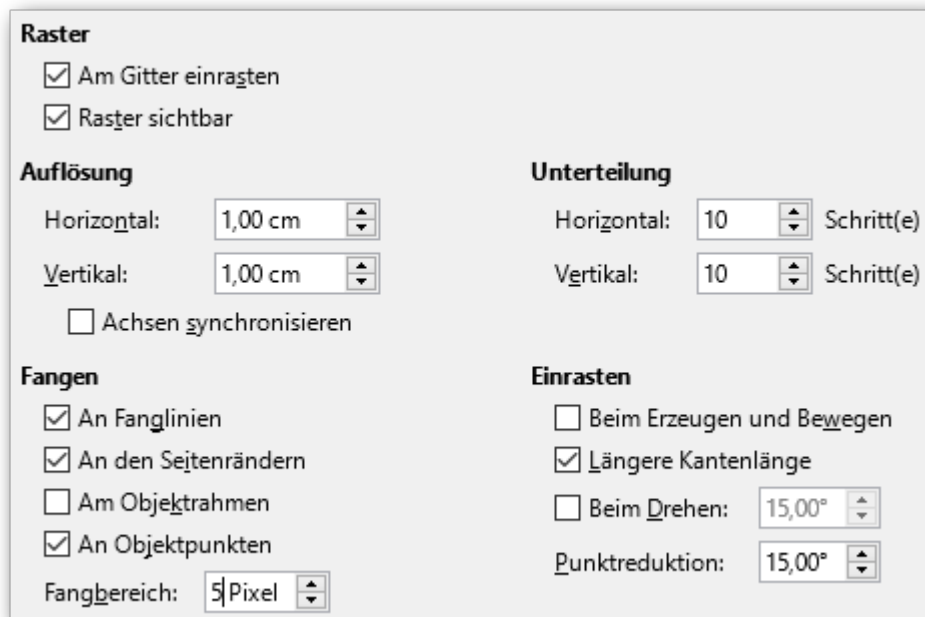 Raster
Am Gitter einrasten
Raster sichtbar
Auflösung
Horizontal: 1,00 cm
Vertikal: 1,00 cm
Achsen synchronisieren
Unterteilung
Horizontal: 10 Schritt(e)
Vertikal: 10 Schritt(e)
Fangen
An Fanglinien
An den Seitenrändern
Am Objektrahmen
An Objektpunkten
Fangbereich: 5 Pixel
Einrasten
Beim Erzeugen und Bewegen
Längere Kantenlänge
Beim Drehen: 15,00°
Punktreduktion: 15,00°